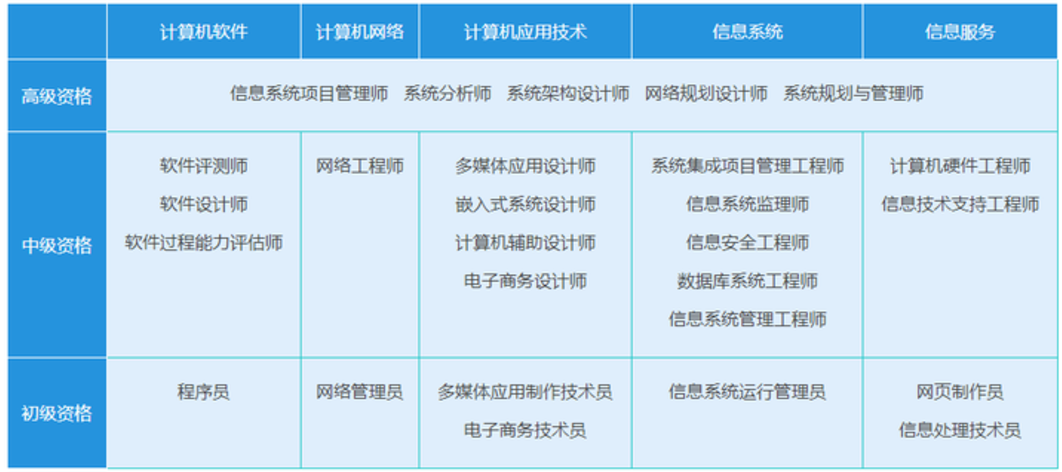 计算机软件 计算机网络 计算机应用技术 信息系统 信息服务
高级资格 信息系统项目管理师 系统分析师 系统架构设计师 网络规划设计师 系统规划与管理师
中级资格
软件评测师 网络工程师 多媒体应用设计师 系统集成项目管理工程师 计算机硬件工程师
软件设计师 嵌入式系统设计师 信息系统监理师 信息技术支持工程师
软件过程能力评估师 计算机辅助设计师 信息安全工程师
电子商务设计师 数据库系统工程师
信息系统管理工程师
初级资格
程序员 网络管理员 多媒体应用制作技术员 信息系统运行管理员 网页制作员
电子商务技术员 信息处理技术员